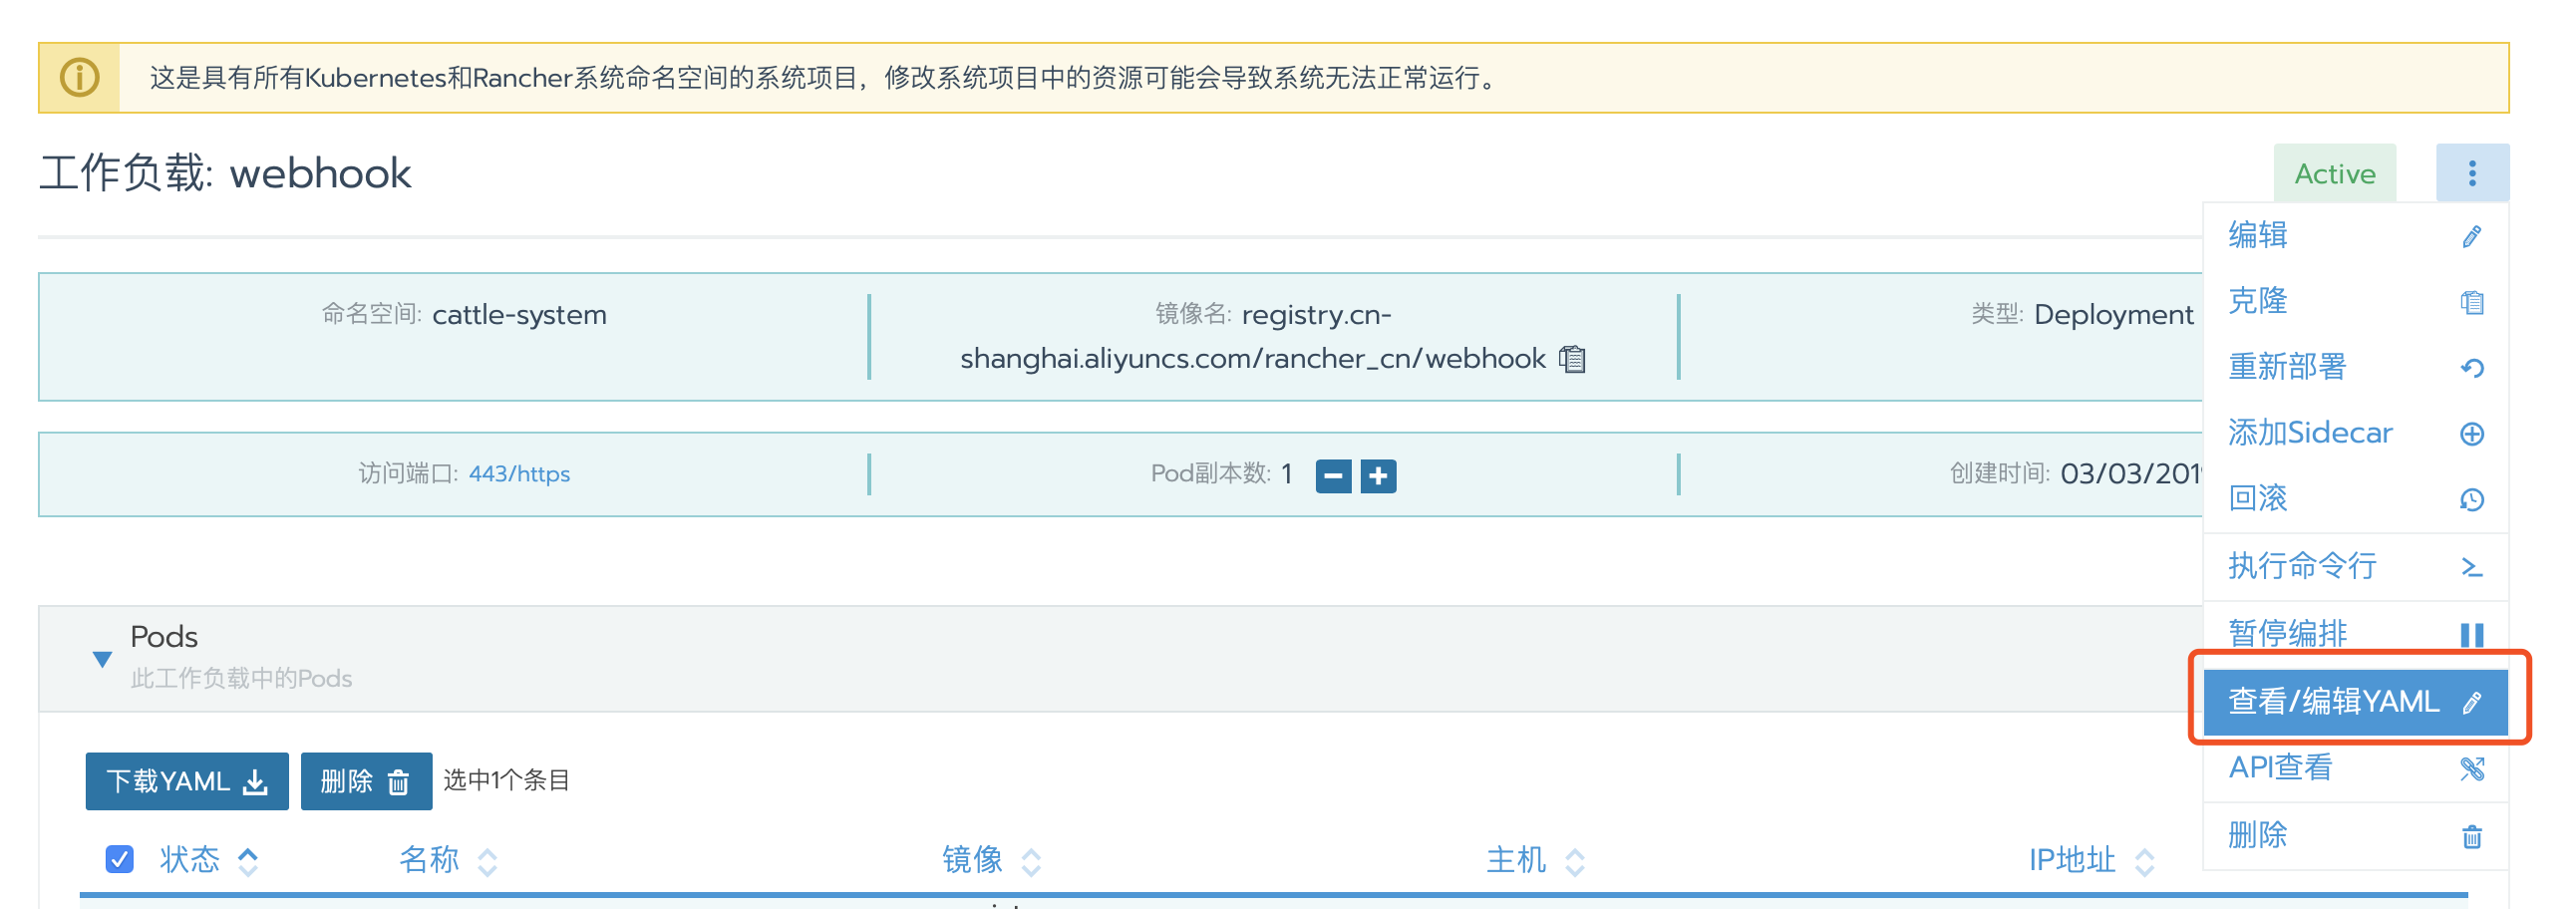 这是具有所有Kubernetes和Rancher系统命名空间的系统项目，修改系统项目中的资源可能会导致系统无法正常运行。
工作负载: webhook
Active
编辑
克隆
重新部署
添加Sidecar
回滚
执行命令行
暂停编排
查看/编辑YAML
API查看
删除
命名空间: cattle-system
镜像名: registry.cn-
shanghai.aliyuncs.com/rancher_cn/webhook
类型: Deployment
访问端口: 443/https
Pod副本数: 1
创建时间: 03/03/201
Pods
此工作负载中的Pods
下载YAML 删除 选中1个条目
状态 名称 镜像 主机 IP地址